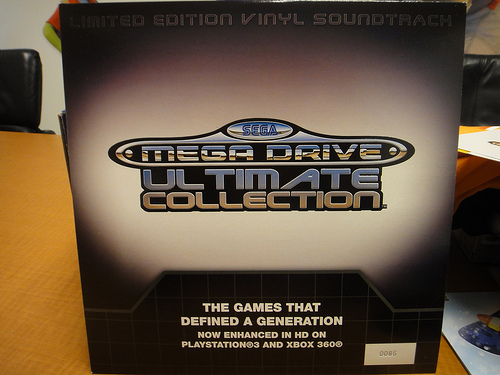 LIMITED EDITION VINYL SOUNDTRACK
SEGA
MEGA DRIVE
ULTIMATE
COLLECTION
THE GAMES THAT
DEFINED A GENERATION
NOW ENHANCED IN HD ON
PLAYSTATION®3 AND XBOX 360®
0085